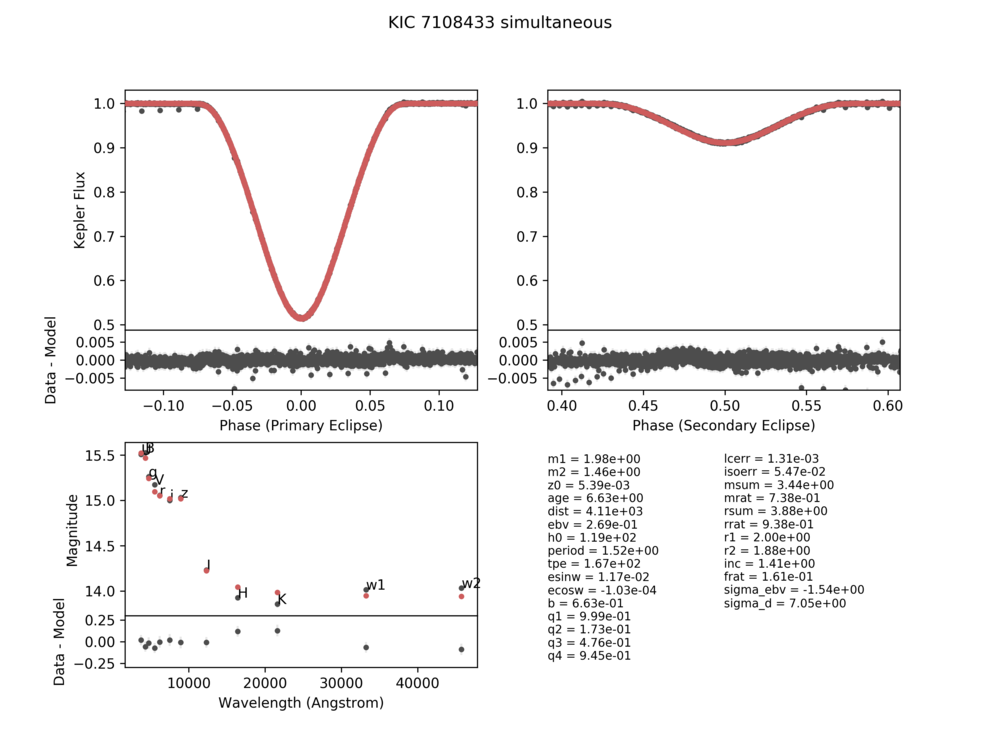 KIC 7108433 simultaneous
1.0
0.9
0.8
0.7
0.6
0.5
Kepler Flux
0.005
0.000
−0.005
Data - Model
−0.10
−0.05
0.00
0.05
0.10
Phase (Primary Eclipse)
1.0
0.9
0.8
0.7
0.6
0.5
0.005
0.000
−0.005
0.40
0.45
0.50
0.55
0.60
Phase (Secondary Eclipse)
15.5
15.0
14.5
14.0
Magnitude
B
g
V
r
i
z
J
H
K
w1
w2
0.25
0.00
−0.25
Data - Model
10000
20000
30000
40000
Wavelength (Angstrom)
m1 = 1.98e+00
m2 = 1.46e+00
z0 = 5.39e-03
age = 6.63e+00
dist = 4.11e+03
ebv = 2.69e-01
h0 = 1.19e+02
period = 1.52e+00
tpe = 1.67e+02
esinw = 1.17e-02
ecosw = -1.03e-04
b = 6.63e-01
q1 = 9.99e-01
q2 = 1.73e-01
q3 = 4.76e-01
q4 = 9.45e-01
lcerr = 1.31e-03
isoerr = 5.47e-02
msum = 3.44e+00
mrat = 7.38e-01
rsum = 3.88e+00
rrat = 9.38e-01
r1 = 2.00e+00
r2 = 1.88e+00
inc = 1.41e+00
frat = 1.61e-01
sigma_ebv = -1.54e+00
sigma_d = 7.05e+00